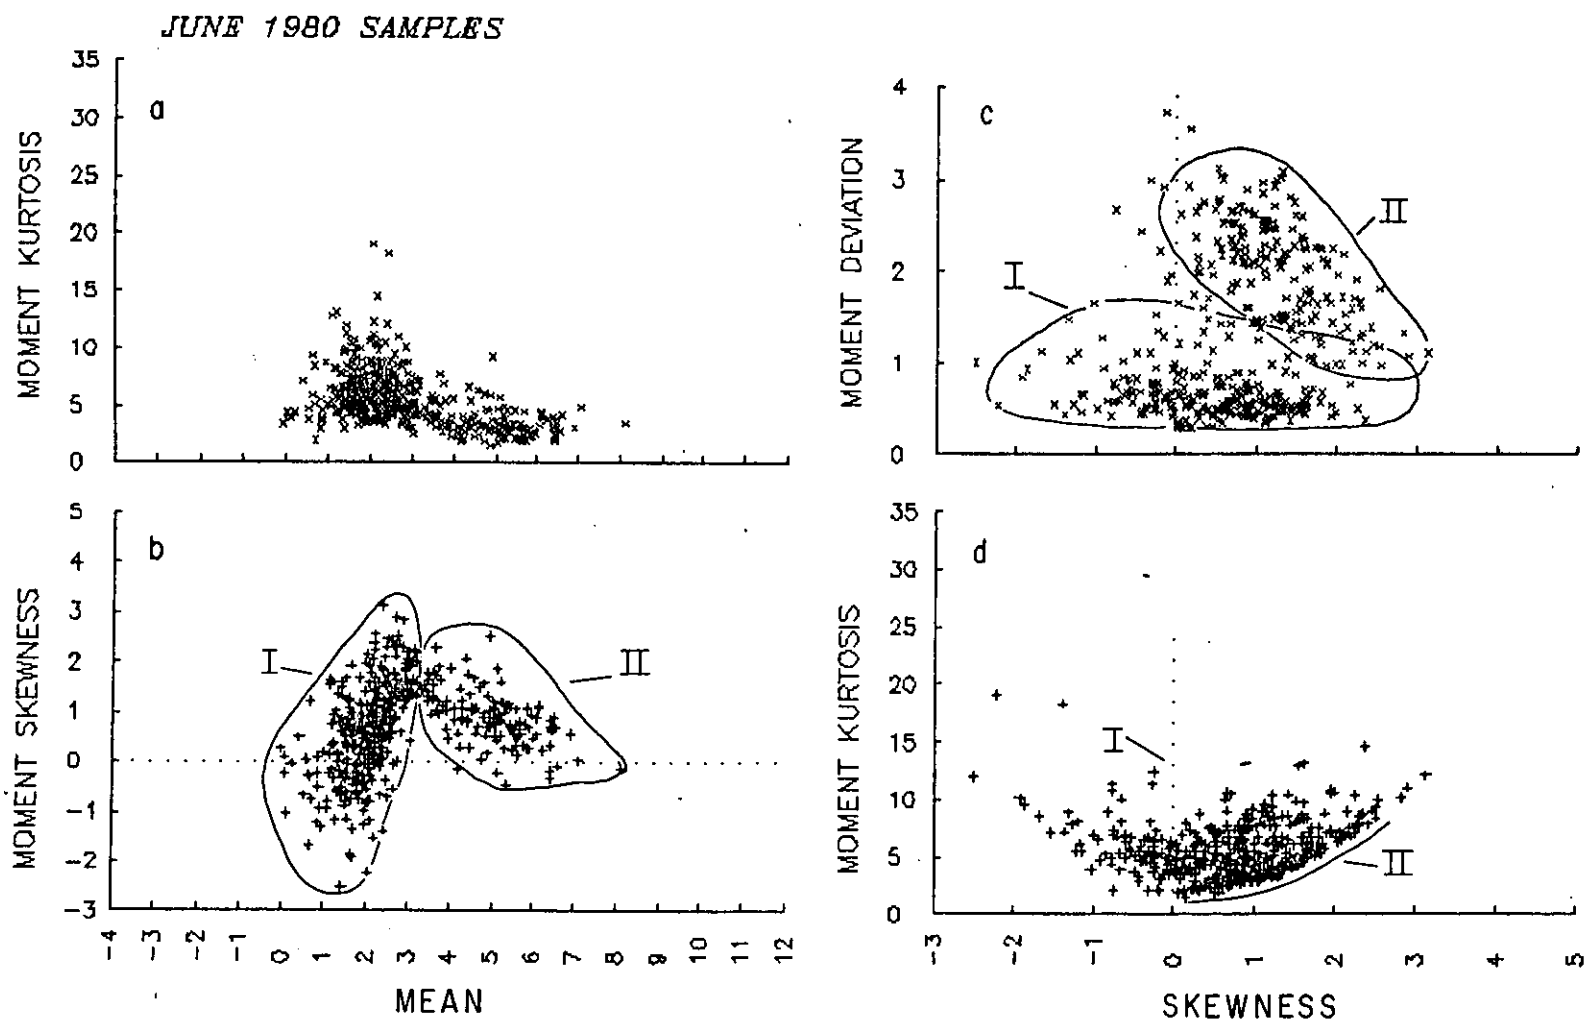 JUNE 1980 SAMPLES
a
MOMENT KURTOSIS
35
30
25
20
15
10
5
0
b
MOMENT SKEWNESS
5
4
3
2
1
0
−1
−2
−3
I
II
−4 −3 −2 −1 0 1 2 3 4 5 6 7 8 9 10 11 12
MEAN
c
MOMENT DEVIATION
4
3
2
1
0
I
II
d
MOMENT KURTOSIS
35
30
25
20
15
10
5
0
I
II
−3 −2 −1 0 1 2 3 4 5
SKEWNESS